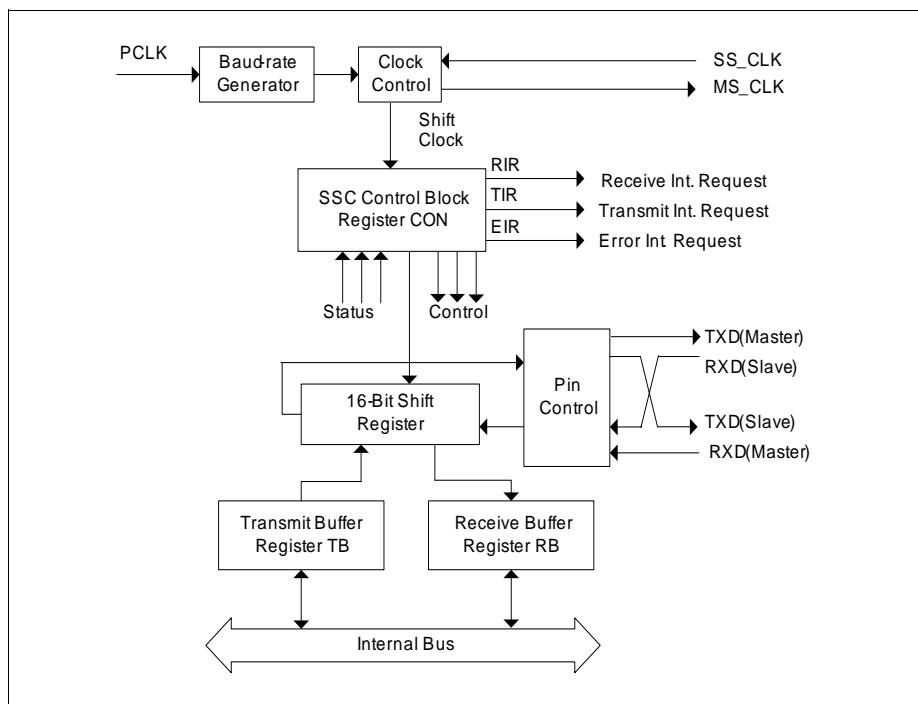 PCLK
Baud-rate
Generator
Clock
Control
SS_CLK
MS_CLK
Shift
Clock
SSC Control Block
Register CON
RIR
TIR
EIR
Receive Int. Request
Transmit Int. Request
Error Int. Request
Status
Control
16-Bit Shift
Register
Pin
Control
TXD(Master)
RXD(Slave)
TXD(Slave)
RXD(Master)
Transmit Buffer
Register TB
Receive Buffer
Register RB
Internal Bus